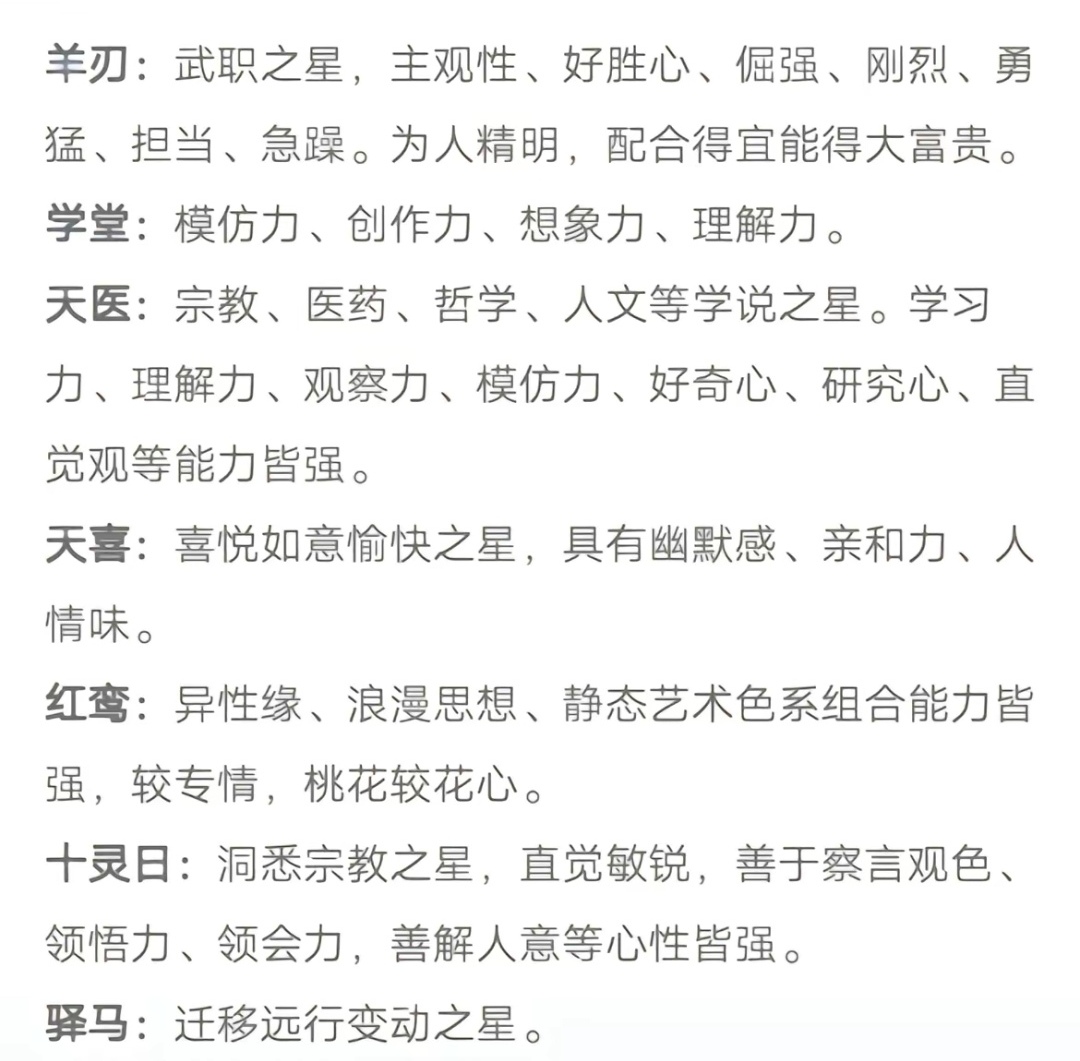 羊刃：武职之星，主观性、好胜心、倔强、刚烈、勇
猛、担当、急躁。为人精明，配合得宜能得大富贵。
学堂：模仿力、创作力、想象力、理解力。
天医：宗教、医药、哲学、人文等学说之星。学习
力、理解力、观察力、模仿力、好奇心、研究心、直
觉观等能力皆强。
天喜：喜悦如意愉快之星，具有幽默感、亲和力、人
情味。
红鸾：异性缘、浪漫思想、静态艺术色系组合能力皆
强，较专情，桃花较花心。
十灵日：洞悉宗教之星，直觉敏锐，善于察言观色、
领悟力、领会力，善解人意等心性皆强。
驿马：迁移远行变动之星。